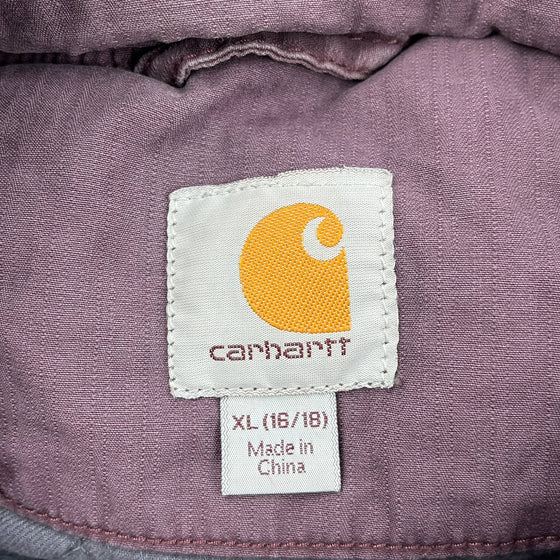 carhartt
XL (16/18)
Made in
China